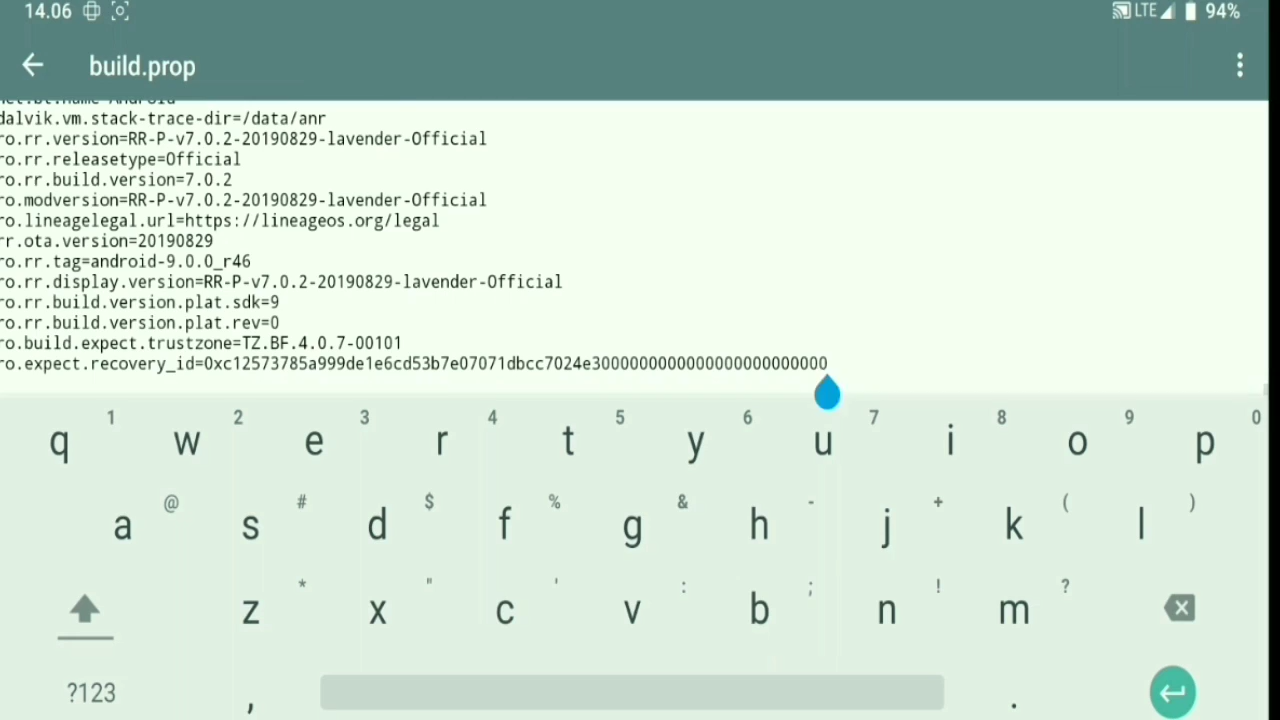 14.06 LTE 94%
build.prop
dalvik.vm.stack-trace-dir=/data/anr
ro.rr.version=RR-P-v7.0.2-20190829-lavender-Official
ro.rr.releasetype=Official
ro.rr.build.version=7.0.2
ro.modversion=RR-P-v7.0.2-20190829-lavender-Official
ro.lineagelegal.url=https://lineageos.org/legal
rr.ota.version=20190829
ro.rr.tag=android-9.0.0_r46
ro.rr.display.version=RR-P-v7.0.2-20190829-lavender-Official
ro.rr.build.version.plat.sdk=9
ro.rr.build.version.plat.rev=0
ro.build.expect.trustzone=TZ.BF.4.0.7-00101
ro.expect.recovery_id=0xc12573785a999de1e6cd53b7e07071dbcc7024e3000000000000000000000000
1 2 3 4 5 6 7 8 9 0
q w e r t y u i o p
@ # $ % & - + ( )
a s d f g h j k l
* " ' : ; ! ?
z x c v b n m
?123 , .